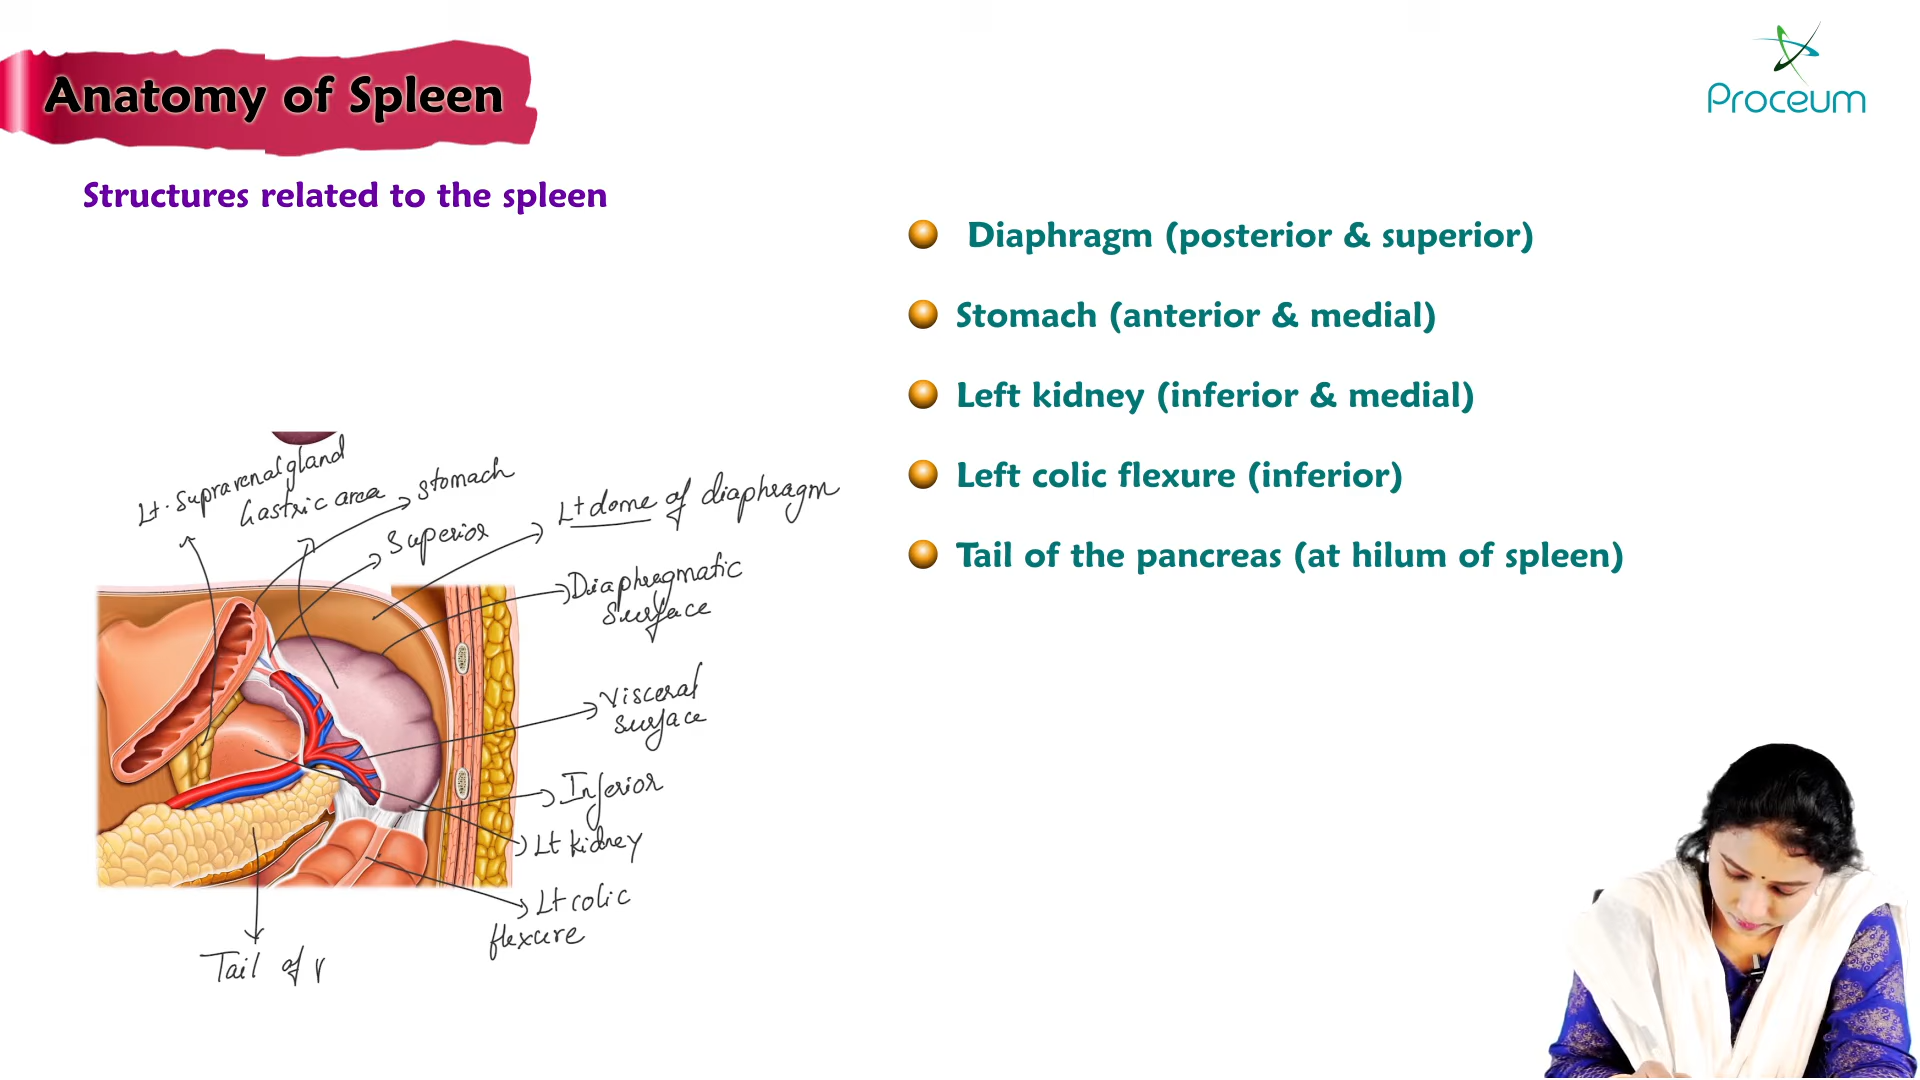 Anatomy of Spleen
Proceum
Structures related to the spleen
Diaphragm (posterior & superior)
Stomach (anterior & medial)
Left kidney (inferior & medial)
Left colic flexure (inferior)
Tail of the pancreas (at hilum of spleen)
Lt. Suprarenal gland
Gastric area
stomach
Superior
Lt dome of diaphragm
Diaphragmatic
Surface
Visceral
surface
Inferior
Lt kidney
Lt colic
flexure
Tail of